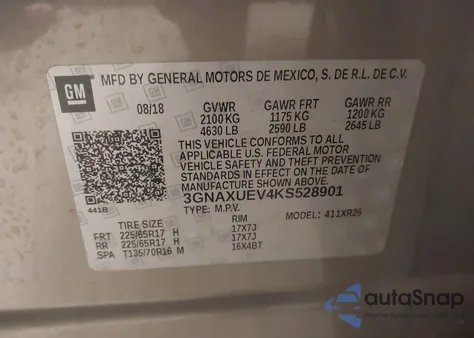 GM
MFD BY GENERAL MOTORS DE MEXICO, S. DE R.L. DE C.V.
08/18 GVWR GAWR FRT GAWR RR
2100 KG 1175 KG 1200 KG
4630 LB 2590 LB 2645 LB
THIS VEHICLE CONFORMS TO ALL
APPLICABLE U.S. FEDERAL MOTOR
VEHICLE SAFETY AND THEFT PREVENTION
STANDARDS IN EFFECT ON THE DATE OF
MANUFACTURE SHOWN ABOVE.
3GNAXUEV4KS528901
441B TYPE: M.P.V. MODEL: 411XR26
TIRE SIZE RIM
FRT 225/65R17 H 17X7J
RR 225/65R17 H 17X7J
SPA T135/70R16 M 16X4BT
autoSnap